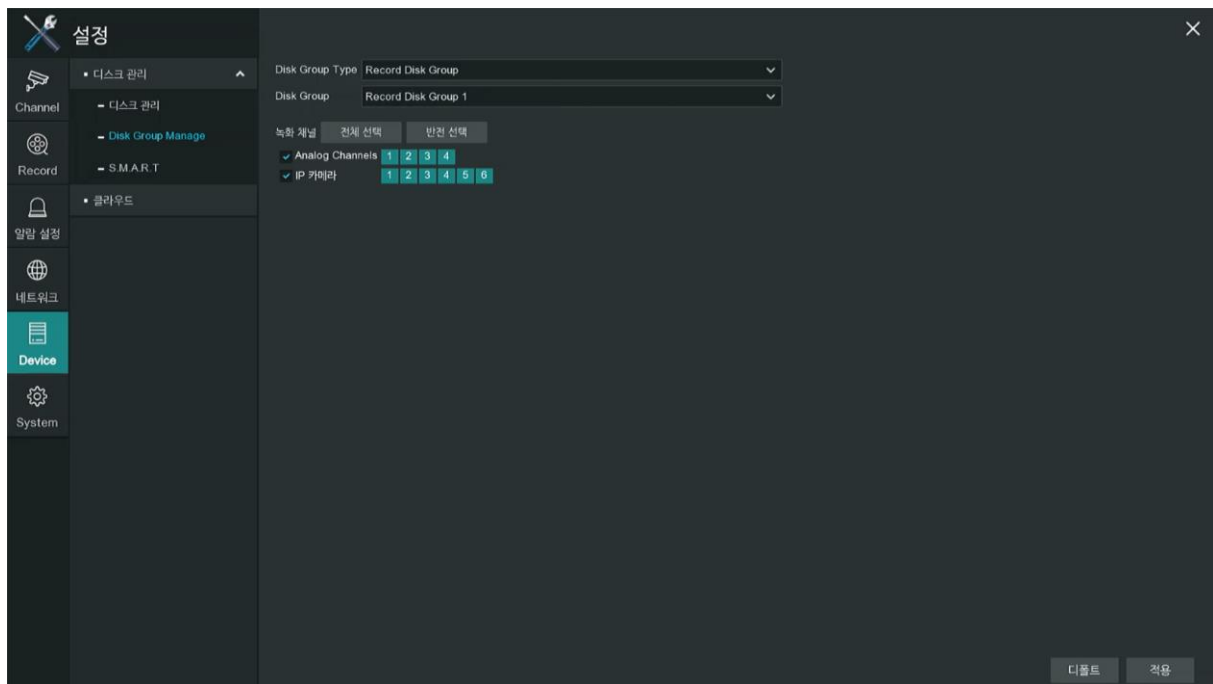 설정
Channel
Record
알람 설정
네트워크
Device
System
• 디스크 관리
- 디스크 관리
- Disk Group Manage
- S.M.A.R.T
• 클라우드
Disk Group Type Record Disk Group
Disk Group Record Disk Group 1
녹화 채널 전체 선택 반전 선택
Analog Channels 1 2 3 4
IP 카메라 1 2 3 4 5 6
디폴트 적용